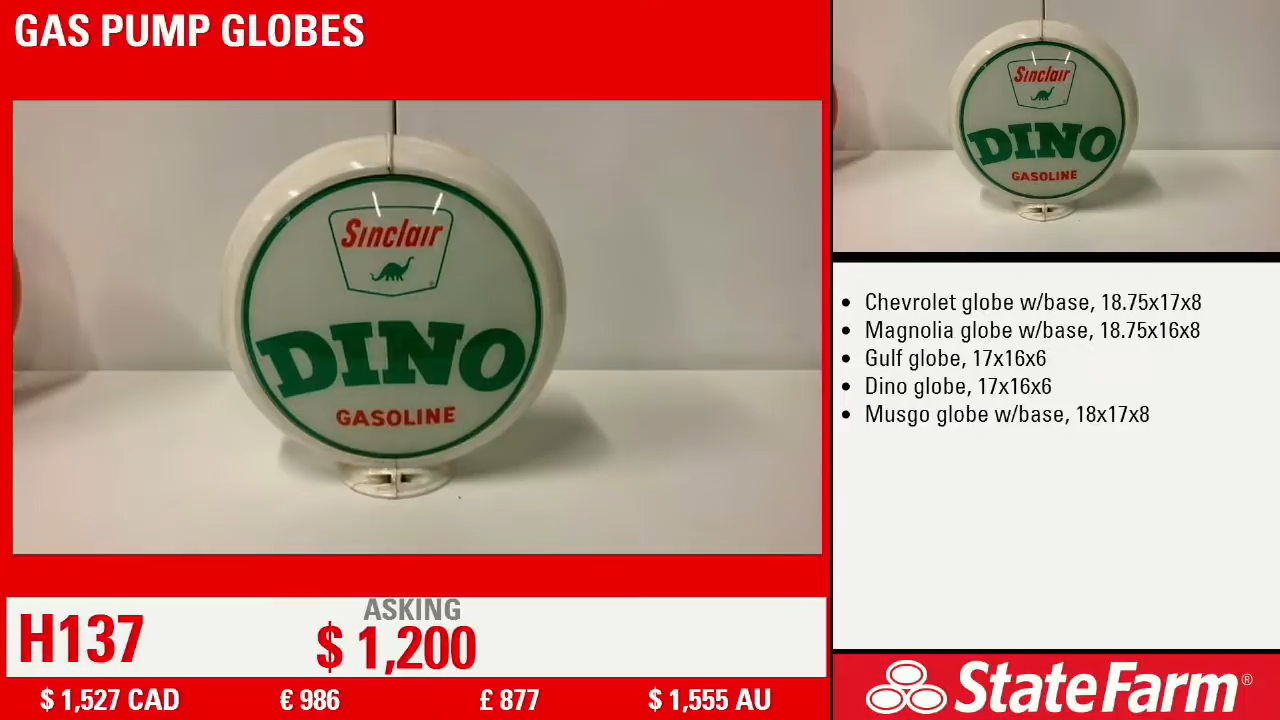 GAS PUMP GLOBES
Sinclair
DINO
GASOLINE
Sinclair
DINO
GASOLINE
• Chevrolet globe w/base, 18.75x17x8
• Magnolia globe w/base, 18.75x16x8
• Gulf globe, 17x16x6
• Dino globe, 17x16x6
• Musgo globe w/base, 18x17x8
H137
ASKING
$ 1,200
$ 1,527 CAD € 986 £ 877 $ 1,555 AU
StateFarm®